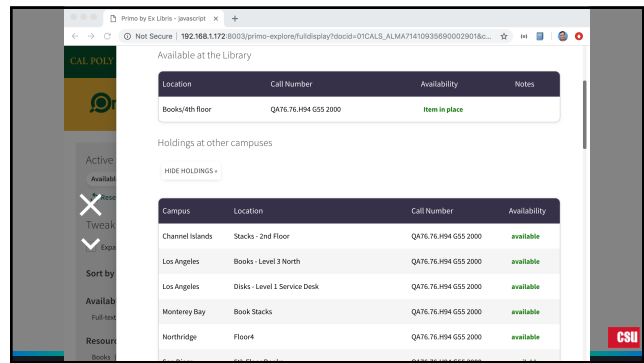 Primo by Ex Libris - javascript
Not Secure | 192.168.1.172:8003/primo-explore/fulldisplay?docid=01CALS_ALMA71410935690002901&c...
CAL POLY
Available at the Library
Location Call Number Availability Notes
Books/4th floor QA76.76.H94 G55 2000 Item in place
Holdings at other campuses
HIDE HOLDINGS
Active
Availabl
Rese
Tweak
Expa
Sort by
Availab
Full-text
Resourc
Books
Campus Location Call Number Availability
Channel Islands Stacks - 2nd Floor QA76.76.H94 G55 2000 available
Los Angeles Books - Level 3 North QA76.76.H94 G55 2000 available
Los Angeles Disks - Level 1 Service Desk QA76.76.H94 G55 2000 available
Monterey Bay Book Stacks QA76.76.H94 G55 2000 available
Northridge Floor4 QA76.76.H94 G55 2000 available
CSU